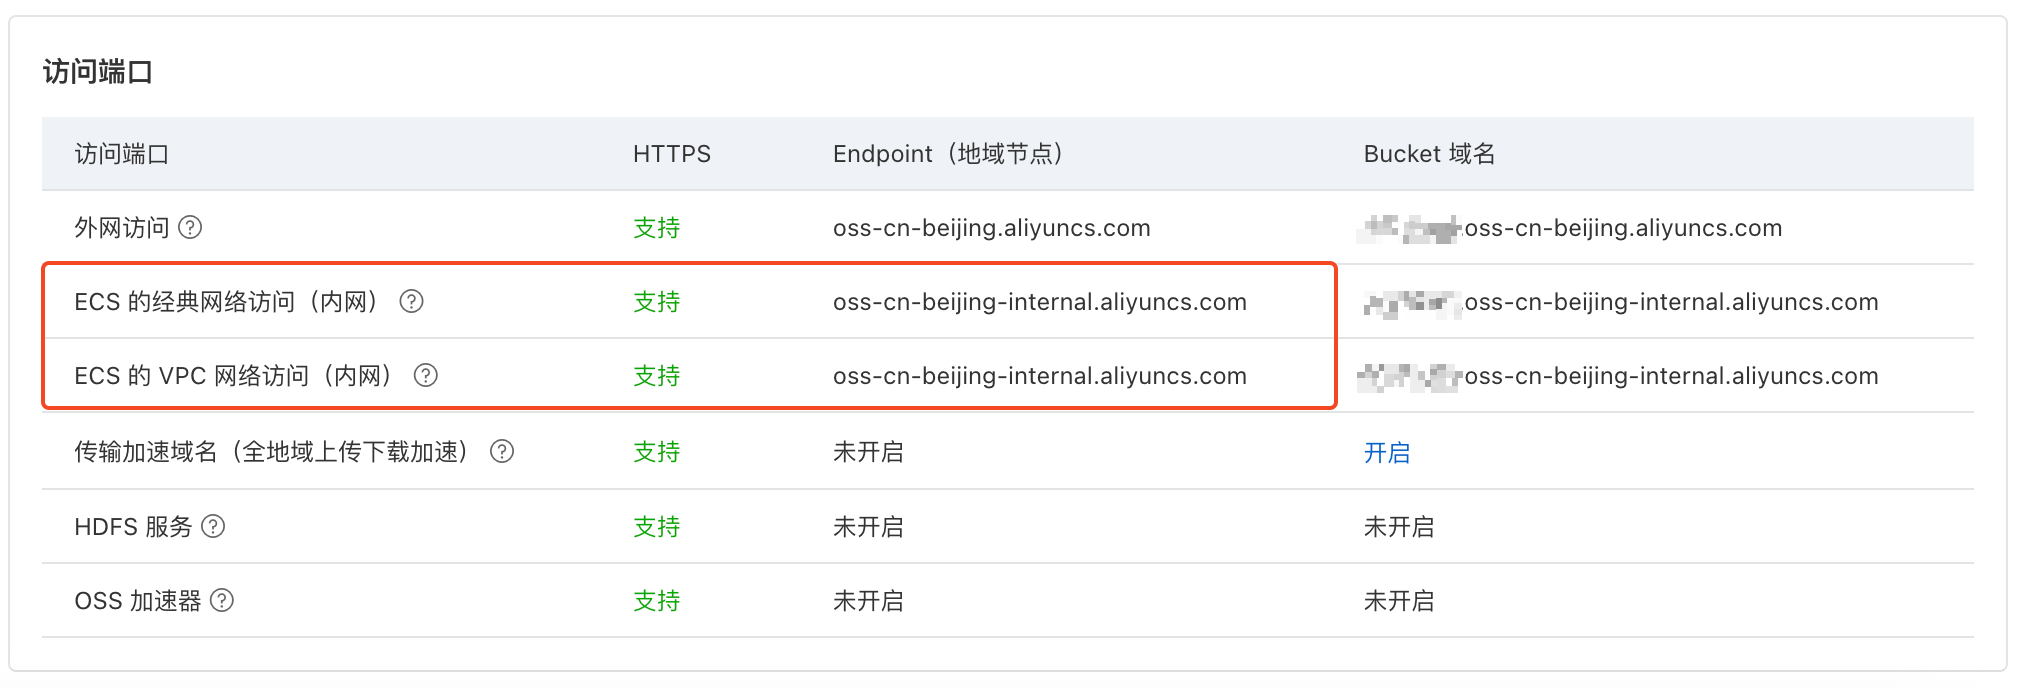 访问端口
访问端口 HTTPS Endpoint（地域节点） Bucket 域名
外网访问 ? 支持 oss-cn-beijing.aliyuncs.com oss-cn-beijing.aliyuncs.com
ECS 的经典网络访问（内网） ? 支持 oss-cn-beijing-internal.aliyuncs.com oss-cn-beijing-internal.aliyuncs.com
ECS 的 VPC 网络访问（内网） ? 支持 oss-cn-beijing-internal.aliyuncs.com oss-cn-beijing-internal.aliyuncs.com
传输加速域名（全地域上传下载加速） ? 支持 未开启 开启
HDFS 服务 ? 支持 未开启 未开启
OSS 加速器 ? 支持 未开启 未开启